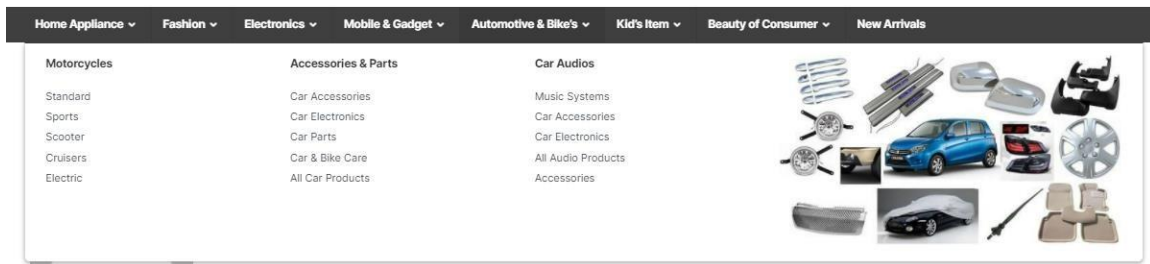 Home Appliance Fashion Electronics Mobile & Gadget Automotive & Bike's Kid's Item Beauty of Consumer New Arrivals
Motorcycles
Standard
Sports
Scooter
Cruisers
Electric
Accessories & Parts
Car Accessories
Car Electronics
Car Parts
Car & Bike Care
All Car Products
Car Audios
Music Systems
Car Accessories
Car Electronics
All Audio Products
Accessories